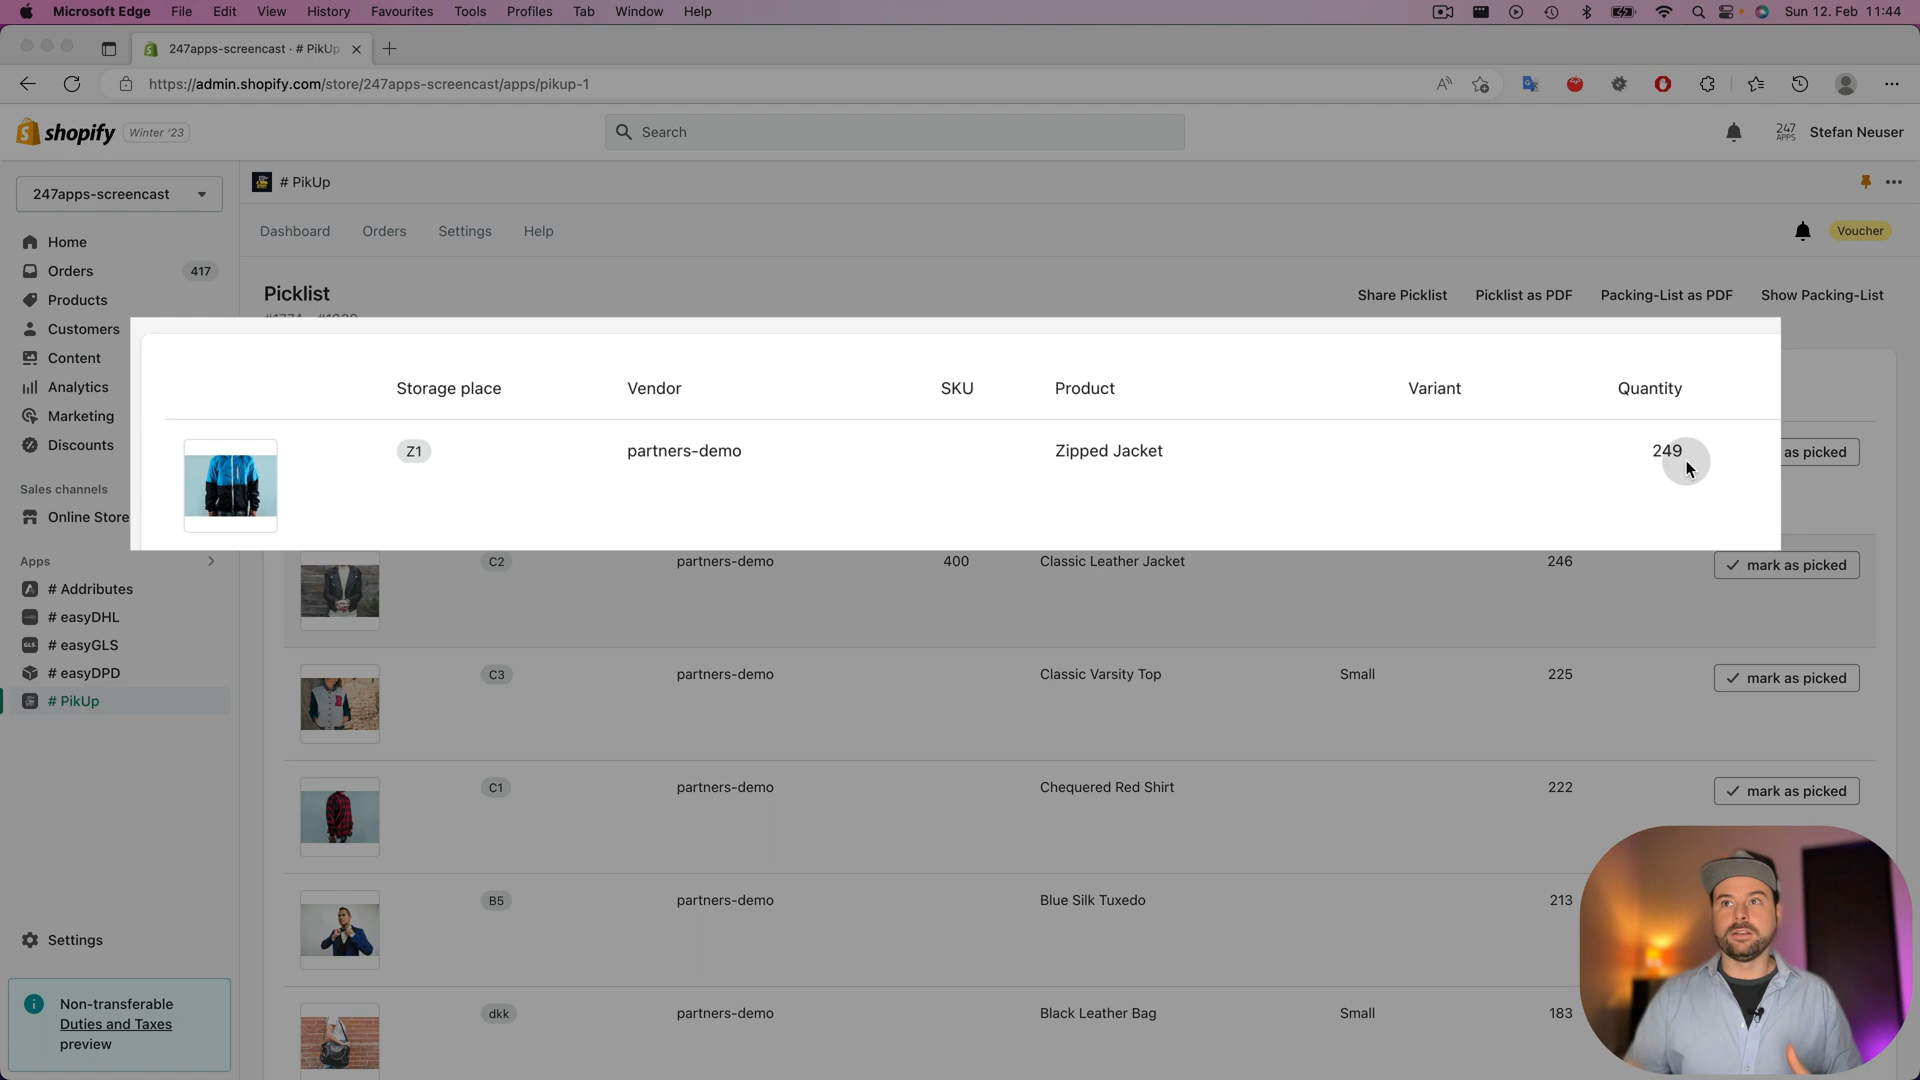 Microsoft Edge File Edit View History Favourites Tools Profiles Tab Window Help Sun 12. Feb 11:44
247apps-screencast · # PikUp
https://admin.shopify.com/store/247apps-screencast/apps/pikup-1
shopify Winter '23 Search 247 APPS Stefan Neuser
247apps-screencast
# PikUp
Dashboard Orders Settings Help Voucher
Home
Orders 417
Products
Customers
Content
Analytics
Marketing
Discounts
Sales channels
Online Store
Apps
# Addributes
# easyDHL
# easyGLS
# easyDPD
# PikUp
Settings
Non-transferable
Duties and Taxes
preview
Picklist Share Picklist Picklist as PDF Packing-List as PDF Show Packing-List
Storage place Vendor SKU Product Variant Quantity
Z1 partners-demo Zipped Jacket 249 as picked
C2 partners-demo 400 Classic Leather Jacket 246 mark as picked
C3 partners-demo Classic Varsity Top Small 225 mark as picked
C1 partners-demo Chequered Red Shirt 222 mark as picked
B5 partners-demo Blue Silk Tuxedo 213
dkk partners-demo Black Leather Bag Small 183